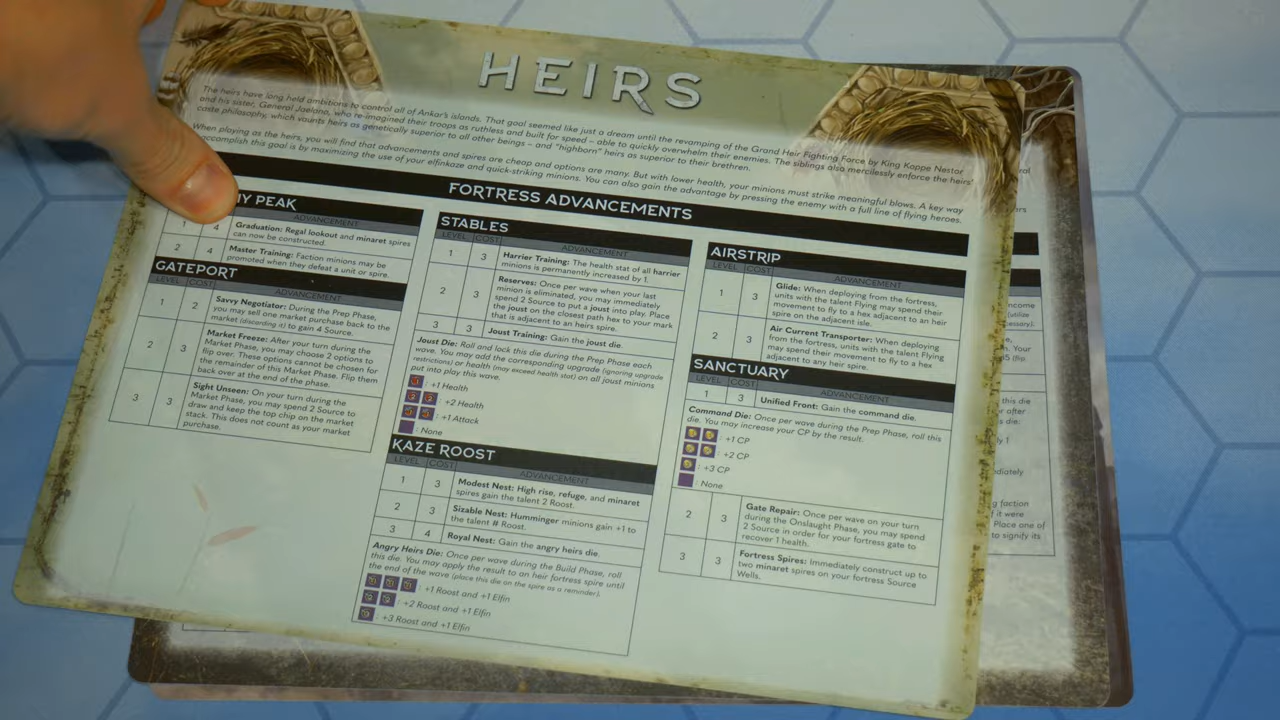 HEIRS
The heirs have long held ambitions to control all of Ankar's islands. That goal seemed like just a dream until the revamping of the Grand Heir Fighting Force by King Kappe Nestor
and his sister, General Jaelana, who re-imagined their troops as ruthless and built for speed – able to quickly overwhelm their enemies. The siblings also mercilessly enforce the heirs'
caste philosophy, which vaunts heirs as genetically superior to all other beings – and "highborn" heirs as superior to their brethren.
When playing as the heirs, you will find that advancements and spires are cheap and options are many. But with lower health, your minions must strike meaningful blows. A key way
accomplish this goal is by maximizing the use of your elfinkaze and quick-striking minions. You can also gain the advantage by pressing the enemy with a full line of flying heroes.
FORTRESS ADVANCEMENTS
PEAK
ADVANCEMENT
1 4 Graduation: Regal lookout and minaret spires
can now be constructed.
2 4 Master Training: Faction minions may be
promoted when they defeat a unit or spire.
GATEPORT
LEVEL COST ADVANCEMENT
1 2 Savvy Negotiator: During the Prep Phase,
you may sell one market purchase back to the
market (discarding it) to gain 4 Source.
2 3 Market Freeze: After your turn during the
Market Phase, you may choose 2 options to
flip over. These options cannot be chosen for
the remainder of this Market Phase. Flip them
back over at the end of the phase.
3 3 Sight Unseen: On your turn during the
Market Phase, you may spend 2 Source to
draw and keep the top chip on the market
stack. This does not count as your market
purchase.
STABLES
LEVEL COST ADVANCEMENT
1 3 Harrier Training: The health stat of all harrier
minions is permanently increased by 1.
2 3 Reserves: Once per wave when your last
minion is eliminated, you may immediately
spend 2 Source to put a joust into play. Place
the joust on the closest path hex to your mark
that is adjacent to an heirs spire.
3 3 Joust Training: Gain the joust die.
Joust Die: Roll and lock this die during the Prep Phase each
wave. You may add the corresponding upgrade (ignoring upgrade
restrictions) or health (may exceed health stat) on all joust minions
put into play this wave.
: +1 Health
: +2 Health
: +1 Attack
: None
KAZE ROOST
LEVEL COST ADVANCEMENT
1 3 Modest Nest: High rise, refuge, and minaret
spires gain the talent 2 Roost.
2 3 Sizable Nest: Humminger minions gain +1 to
the talent # Roost.
3 4 Royal Nest: Gain the angry heirs die.
Angry Heirs Die: Once per wave during the Build Phase, roll
this die. You may apply the result to an heir fortress spire until
the end of the wave (place this die on the spire as a reminder).
: +1 Roost and +1 Elfin
: +2 Roost and +1 Elfin
: +3 Roost and +1 Elfin
AIRSTRIP
LEVEL COST ADVANCEMENT
1 3 Glide: When deploying from the fortress,
units with the talent Flying may spend their
movement to fly to a hex adjacent to an heir
spire on the adjacent isle.
2 3 Air Current Transporter: When deploying
from the fortress, units with the talent Flying
may spend their movement to fly to a hex
adjacent to any heir spire.
SANCTUARY
LEVEL COST ADVANCEMENT
1 3 Unified Front: Gain the command die.
Command Die: Once per wave during the Prep Phase, roll this
die. You may increase your CP by the result.
: +1 CP
: +2 CP
: +3 CP
: None
2 3 Gate Repair: Once per wave on your turn
during the Onslaught Phase, you may spend
2 Source in order for your fortress gate to
recover 1 health.
3 3 Fortress Spires: Immediately construct up to
two minaret spires on your fortress Source
Wells.